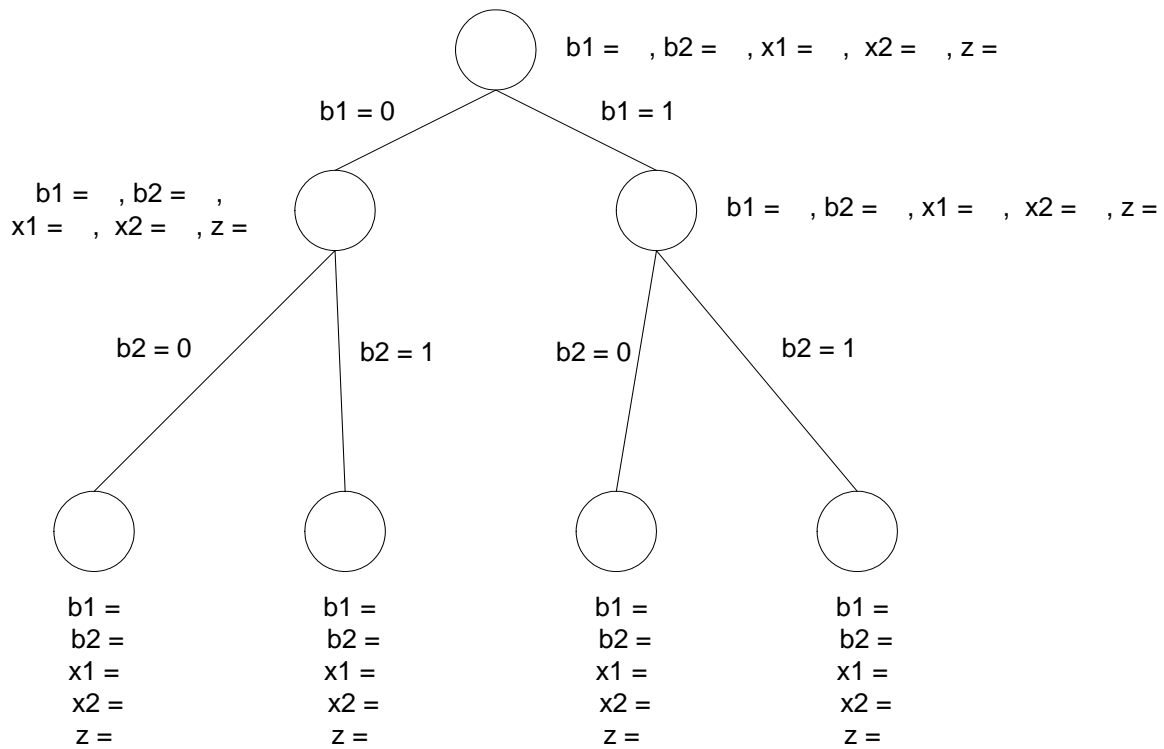 b1 =   , b2 =   , x1 =   ,  x2 =   , z =
b1 = 0
b1 = 1
b1 =   , b2 =   ,
x1 =   ,  x2 =   , z =
b1 =   , b2 =   , x1 =   ,  x2 =   , z =
b2 = 0
b2 = 1
b2 = 0
b2 = 1
b1 =
b2 =
x1 =
x2 =
z =
b1 =
b2 =
x1 =
x2 =
z =
b1 =
b2 =
x1 =
x2 =
z =
b1 =
b2 =
x1 =
x2 =
z =